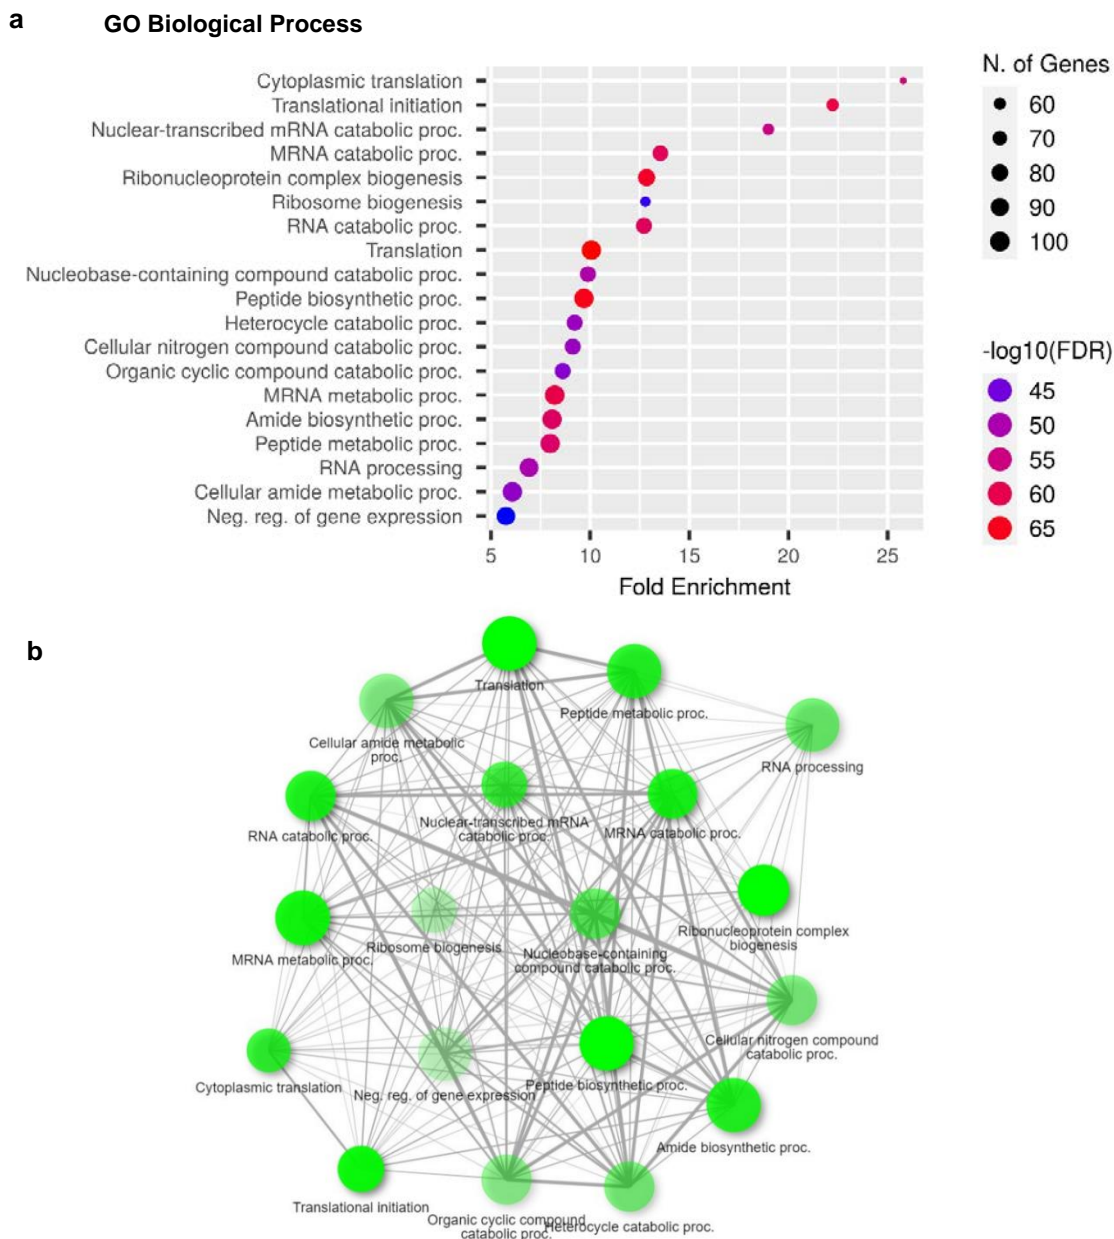 a
GO Biological Process
Cytoplasmic translation
Translational initiation
Nuclear-transcribed mRNA catabolic proc.
MRNA catabolic proc.
Ribonucleoprotein complex biogenesis
Ribosome biogenesis
RNA catabolic proc.
Translation
Nucleobase-containing compound catabolic proc.
Peptide biosynthetic proc.
Heterocycle catabolic proc.
Cellular nitrogen compound catabolic proc.
Organic cyclic compound catabolic proc.
MRNA metabolic proc.
Amide biosynthetic proc.
Peptide metabolic proc.
RNA processing
Cellular amide metabolic proc.
Neg. reg. of gene expression
5 10 15 20 25
Fold Enrichment
N. of Genes
60
70
80
90
100
-log10(FDR)
45
50
55
60
65
b
Translation
Peptide metabolic proc.
Cellular amide metabolic
proc.
RNA processing
RNA catabolic proc.
Nuclear-transcribed mRNA
catabolic proc.
MRNA catabolic proc.
Ribonucleoprotein complex
biogenesis
MRNA metabolic proc.
Ribosome biogenesis
Nucleobase-containing
compound catabolic proc.
Cellular nitrogen compound
catabolic proc.
Cytoplasmic translation
Neg. reg. of gene expression
Peptide biosynthetic proc.
Amide biosynthetic proc.
Translational initiation
Organic cyclic compound
catabolic proc.
Heterocycle catabolic proc.